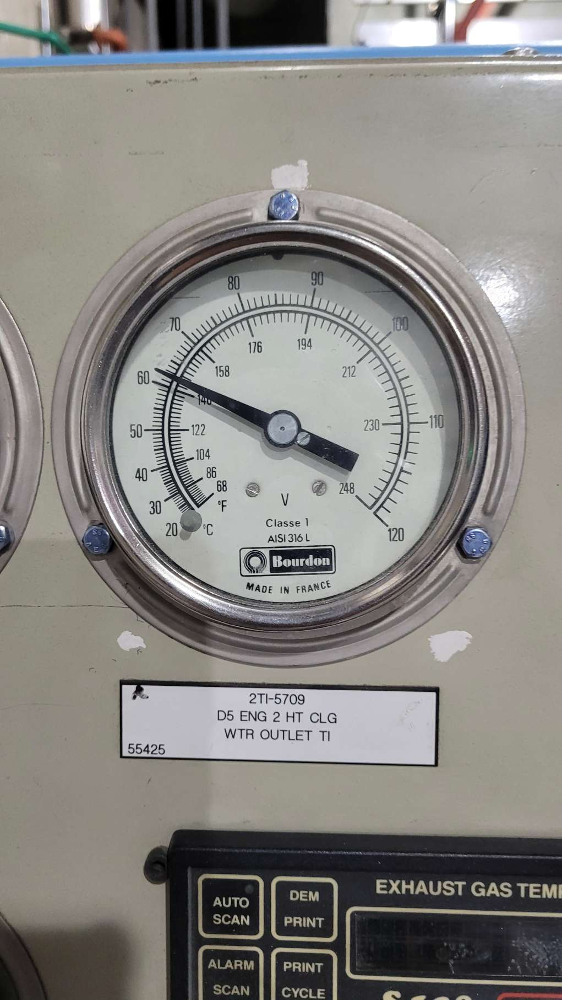 80
90
70
100
176
194
158
212
60
140
50
122
230
110
104
40
86
68
248
30
°F
V
20
°C
120
Classe 1
AISI 316 L
Bourdon
MADE IN FRANCE
2TI-5709
D5 ENG 2 HT CLG
WTR OUTLET TI
55425
EXHAUST GAS TEMP
AUTO
SCAN
DEM
PRINT
ALARM
SCAN
PRINT
CYCLE